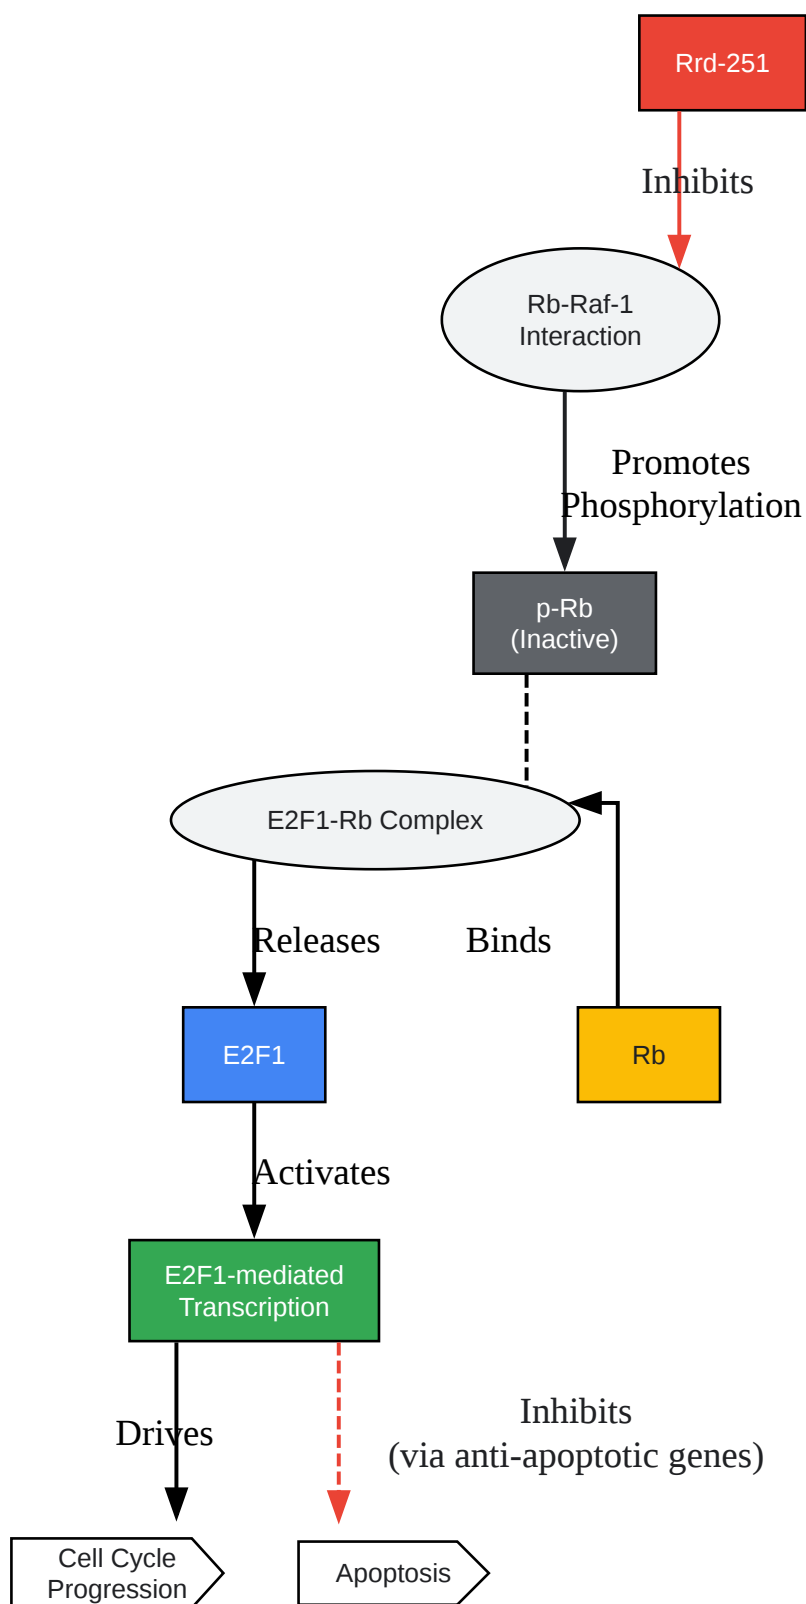 Rrd-251
Inhibits
Rb-Raf-1
Interaction
Promotes
Phosphorylation
p-Rb
(Inactive)
E2F1-Rb Complex
Releases
Binds
E2F1
Rb
Activates
E2F1-mediated
Transcription
Drives
Inhibits
(via anti-apoptotic genes)
Cell Cycle
Progression
Apoptosis